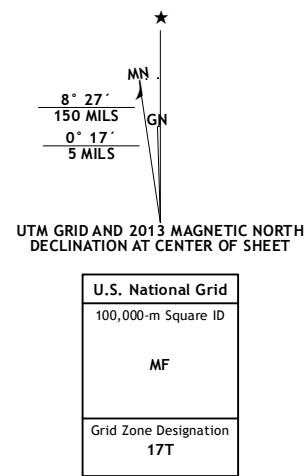 ★
MN
8° 27´
150 MILS
GN
0° 17´
5 MILS
UTM GRID AND 2013 MAGNETIC NORTH
DECLINATION AT CENTER OF SHEET
U.S. National Grid
100,000-m Square ID
MF
Grid Zone Designation
17T